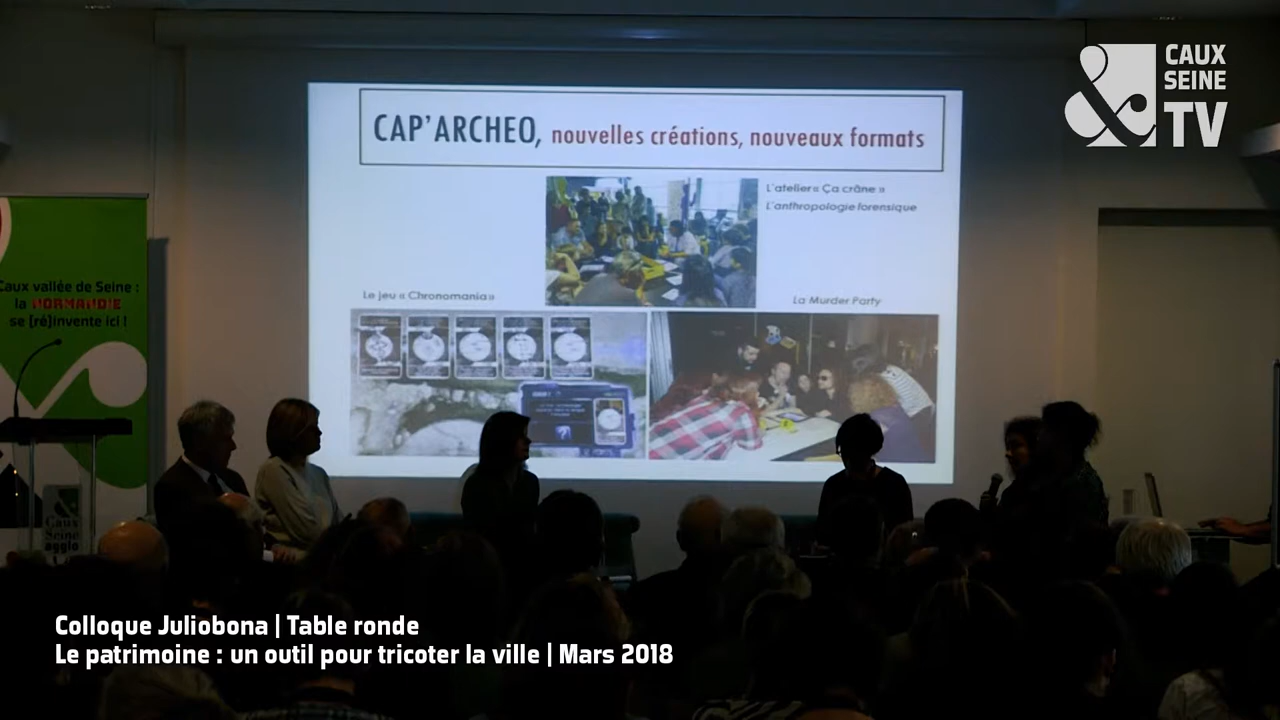 CAUX
SEINE
TV
CAP'ARCHEO, nouvelles créations, nouveaux formats
L'atelier « Ça crâne »
L'anthropologie forensique
Le jeu « Chronomania »
La Murder Party
Caux vallée de Seine :
la NORMANDIE
se (ré)invente ici !
Caux
Seine
agglo
Colloque Juliobona | Table ronde
Le patrimoine : un outil pour tricoter la ville | Mars 2018